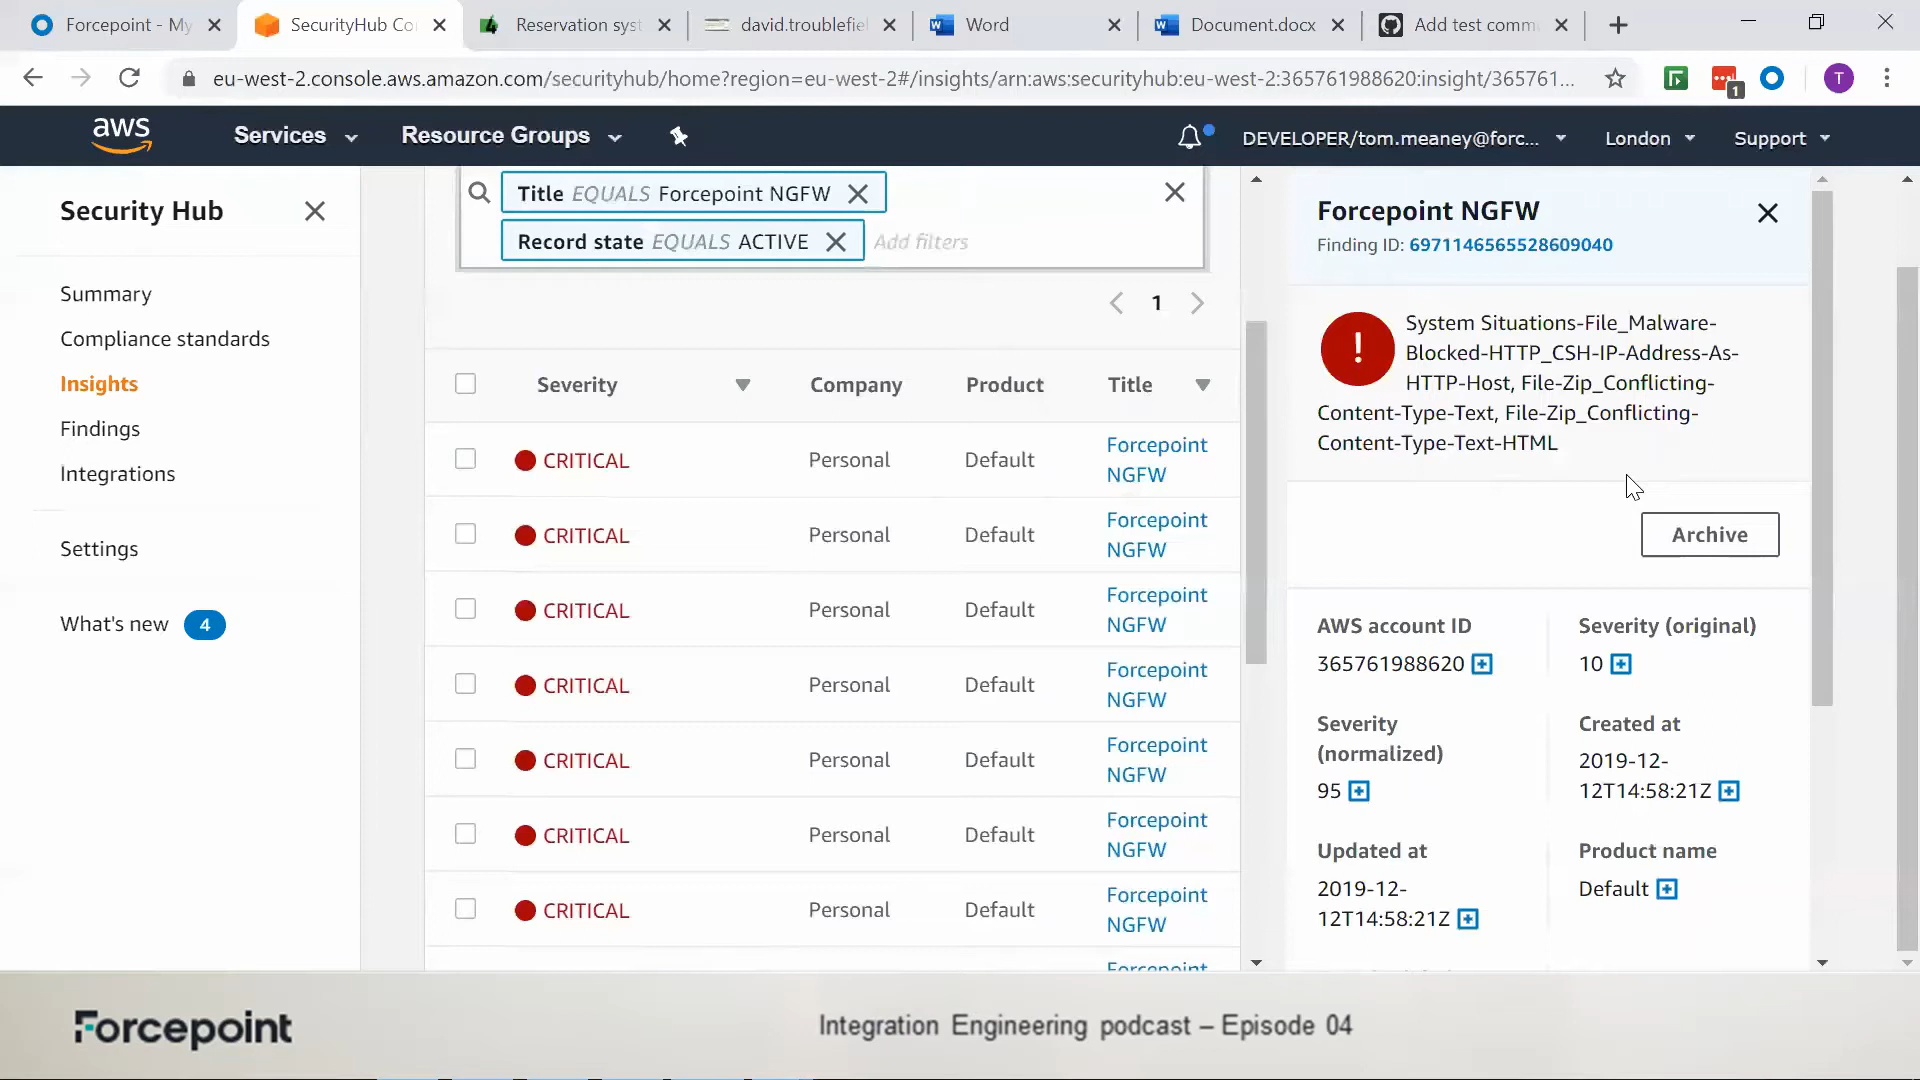 Forcepoint - My
SecurityHub Co
Reservation syst
david.troublefiel
Word
Document.docx
Add test comm
eu-west-2.console.aws.amazon.com/securityhub/home?region=eu-west-2#/insights/arn:aws:securityhub:eu-west-2:365761988620:insight/365761...
1
T
aws
Services
Resource Groups
DEVELOPER/tom.meaney@forc...
London
Support
Security Hub
Summary
Compliance standards
Insights
Findings
Integrations
Settings
What's new 4
Title EQUALS Forcepoint NGFW
Record state EQUALS ACTIVE
Add filters
1
Severity Company Product Title
CRITICAL Personal Default Forcepoint
NGFW
CRITICAL Personal Default Forcepoint
NGFW
CRITICAL Personal Default Forcepoint
NGFW
CRITICAL Personal Default Forcepoint
NGFW
CRITICAL Personal Default Forcepoint
NGFW
CRITICAL Personal Default Forcepoint
NGFW
CRITICAL Personal Default Forcepoint
NGFW
Forcepoint
Forcepoint NGFW
Finding ID: 6971146565528609040
!
System Situations-File_Malware-
Blocked-HTTP_CSH-IP-Address-As-
HTTP-Host, File-Zip_Conflicting-
Content-Type-Text, File-Zip_Conflicting-
Content-Type-Text-HTML
Archive
AWS account ID
365761988620
Severity (original)
10
Severity
(normalized)
95
Created at
2019-12-
12T14:58:21Z
Updated at
2019-12-
12T14:58:21Z
Product name
Default
Forcepoint
Integration Engineering podcast – Episode 04